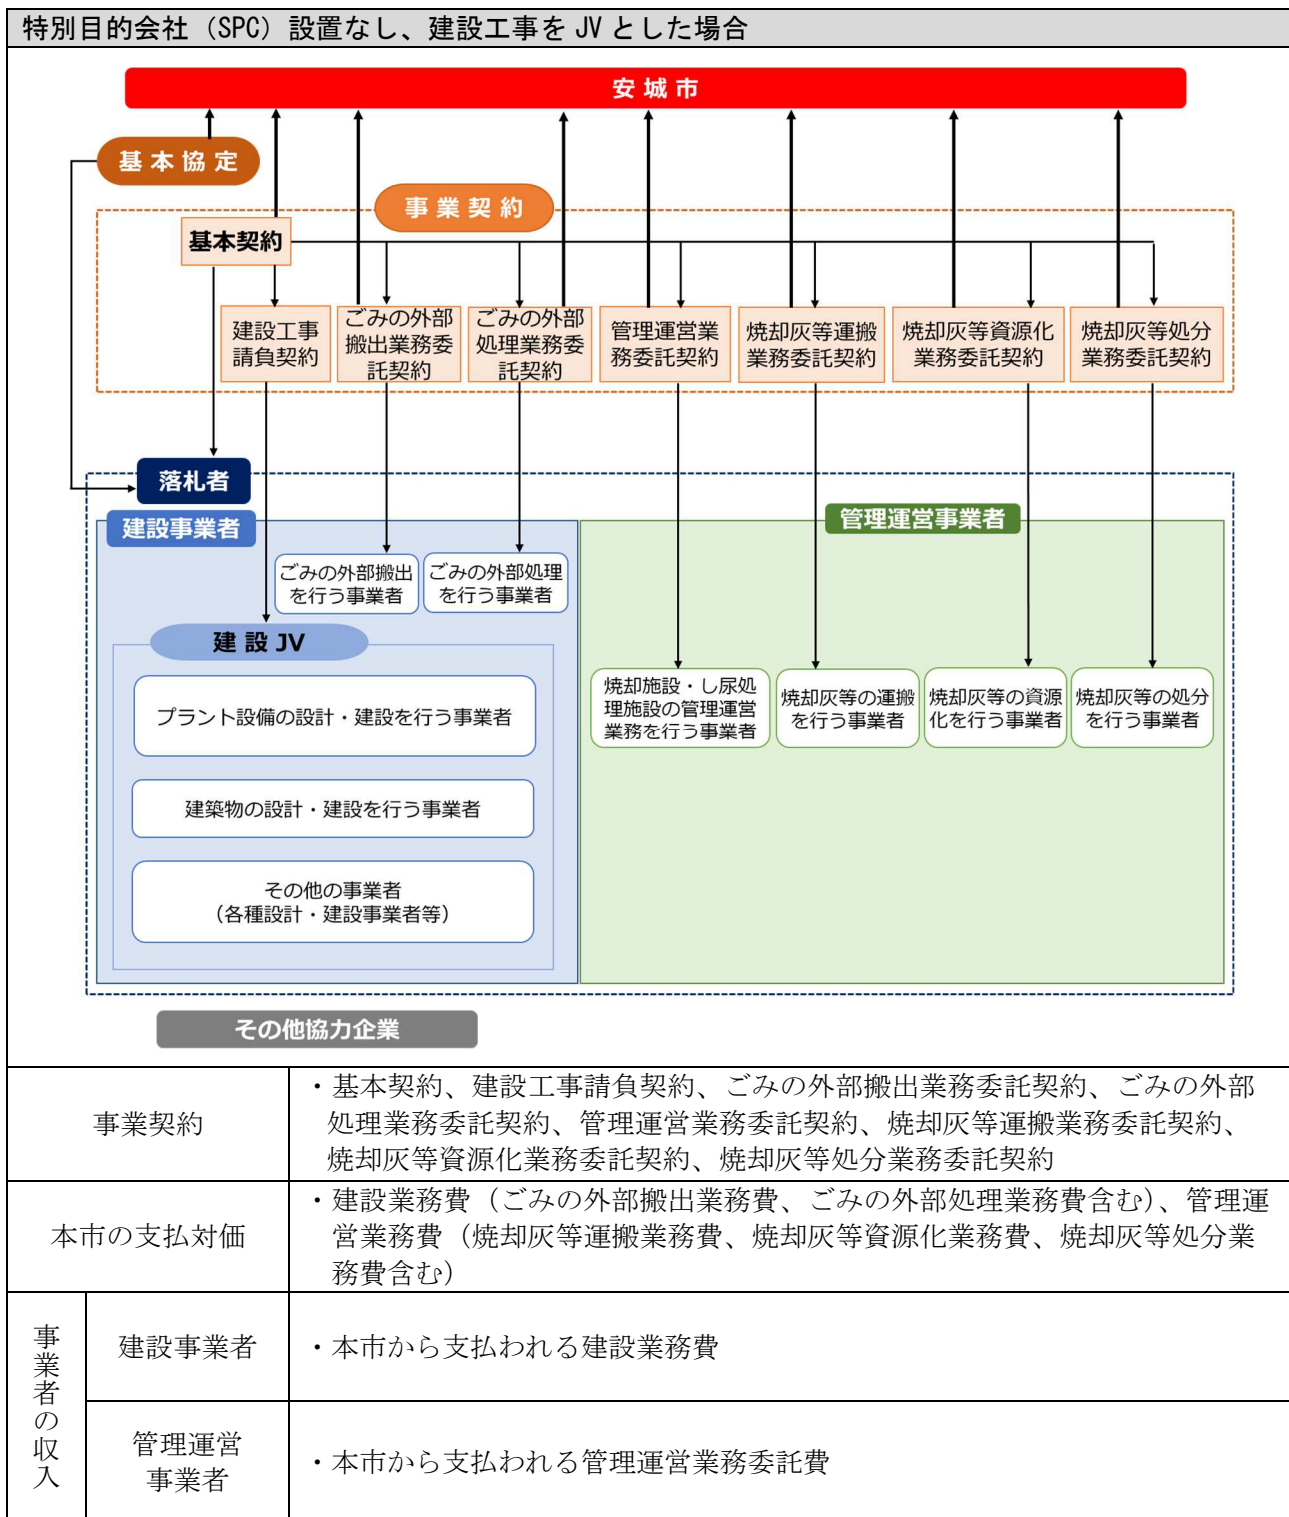 特別目的会社（SPC）設置なし、建設工事を JV とした場合
安城市
基本協定
事業契約
基本契約
建設工事
請負契約
ごみの外部
搬出業務委
託契約
ごみの外部
処理業務委
託契約
管理運営業
務委託契約
焼却灰等運搬
業務委託契約
焼却灰等資源化
業務委託契約
焼却灰等処分
業務委託契約
落札者
建設事業者
管理運営事業者
ごみの外部搬出
を行う事業者
ごみの外部処理
を行う事業者
建設 JV
プラント設備の設計・建設を行う事業者
建築物の設計・建設を行う事業者
その他の事業者
（各種設計・建設事業者等）
焼却施設・し尿処
理施設の管理運営
業務を行う事業者
焼却灰等の運搬
を行う事業者
焼却灰等の資源
化を行う事業者
焼却灰等の処分
を行う事業者
その他協力企業
事業契約
・基本契約、建設工事請負契約、ごみの外部搬出業務委託契約、ごみの外部
処理業務委託契約、管理運営業務委託契約、焼却灰等運搬業務委託契約、
焼却灰等資源化業務委託契約、焼却灰等処分業務委託契約
本市の支払対価
・建設業務費（ごみの外部搬出業務費、ごみの外部処理業務費含む）、管理運
営業務費（焼却灰等運搬業務費、焼却灰等資源化業務費、焼却灰等処分業
務費含む）
事業者の収入
建設事業者
・本市から支払われる建設業務費
管理運営
事業者
・本市から支払われる管理運営業務委託費